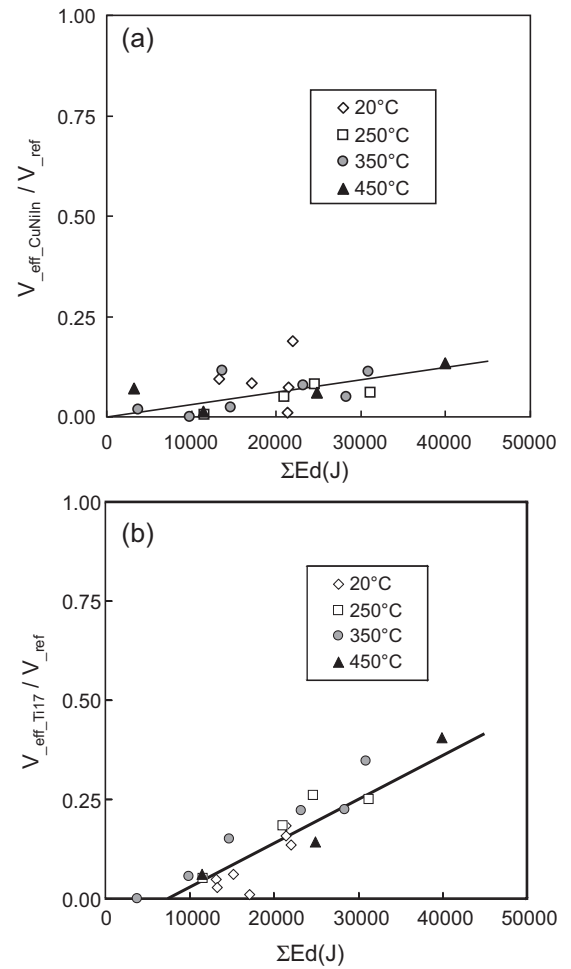 (a)
1.00
0.75
0.50
0.25
0.00
V_eff_CuNiIn / V_ref
20°C
250°C
350°C
450°C
0 10000 20000 30000 40000 50000
ΣEd(J)
(b)
1.00
0.75
0.50
0.25
0.00
V_eff_Ti17 / V_ref
20°C
250°C
350°C
450°C
0 10000 20000 30000 40000 50000
ΣEd(J)